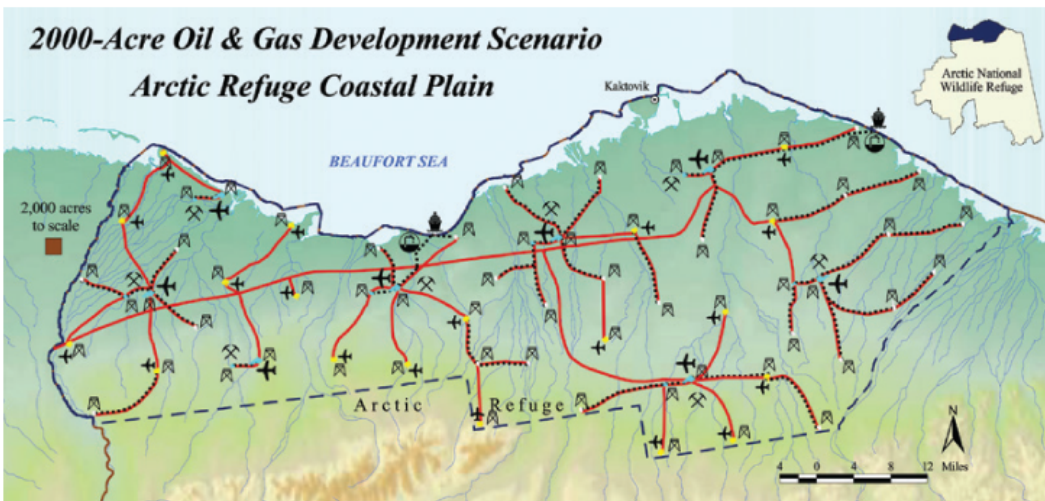 2000-Acre Oil & Gas Development Scenario
Arctic Refuge Coastal Plain
Kaktovik
Arctic National
Wildlife Refuge
BEAUFORT SEA
2,000 acres
to scale
Arctic Refuge
N
4 0 4 8 12 Miles